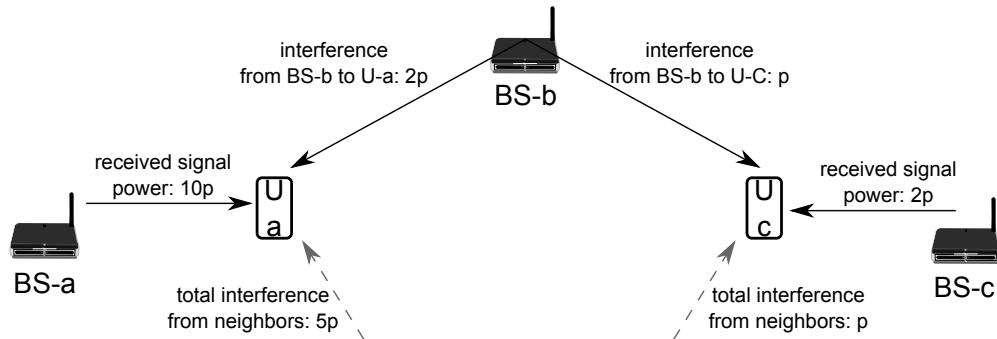 interference
from BS-b to U-a: 2p
interference
from BS-b to U-C: p
BS-b
received signal
power: 10p
U
a
U
c
received signal
power: 2p
BS-a
BS-c
total interference
from neighbors: 5p
total interference
from neighbors: p